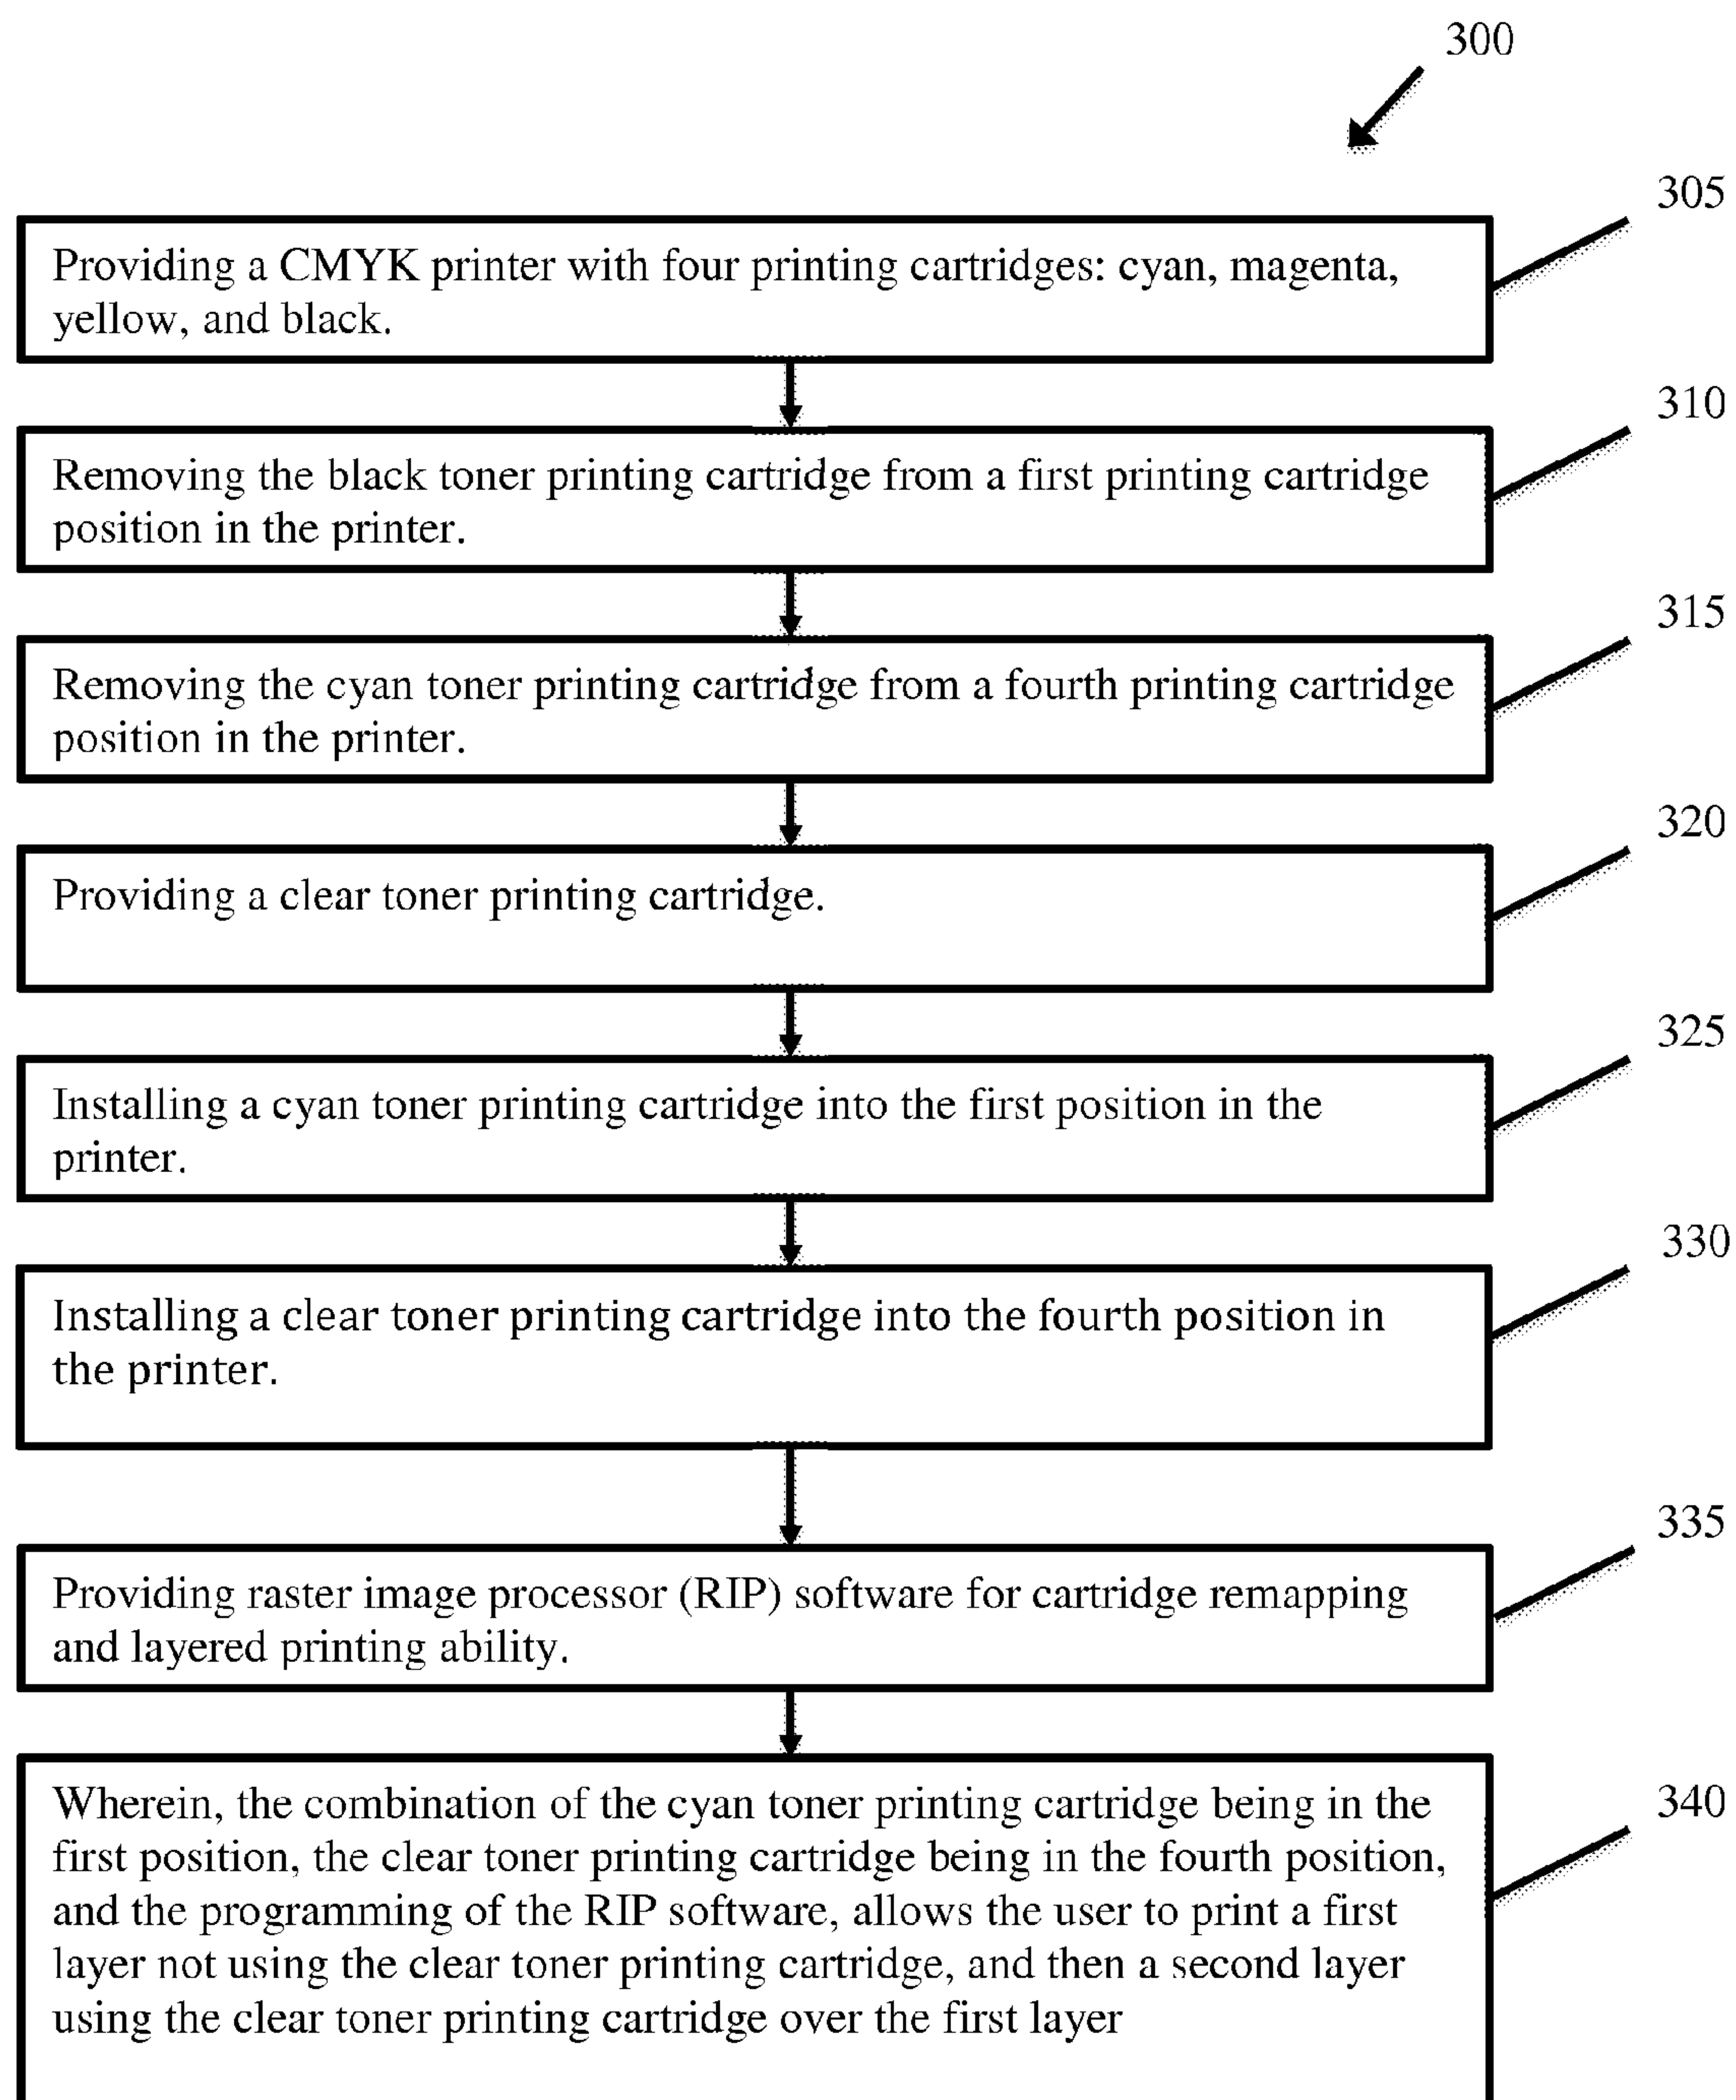 300
305
Providing a CMYK printer with four printing cartridges: cyan, magenta,
yellow, and black.
310
Removing the black toner printing cartridge from a first printing cartridge
position in the printer.
315
Removing the cyan toner printing cartridge from a fourth printing cartridge
position in the printer.
320
Providing a clear toner printing cartridge.
325
Installing a cyan toner printing cartridge into the first position in the
printer.
330
Installing a clear toner printing cartridge into the fourth position in
the printer.
335
Providing raster image processor (RIP) software for cartridge remapping
and layered printing ability.
340
Wherein, the combination of the cyan toner printing cartridge being in the
first position, the clear toner printing cartridge being in the fourth position,
and the programming of the RIP software, allows the user to print a first
layer not using the clear toner printing cartridge, and then a second layer
using the clear toner printing cartridge over the first layer